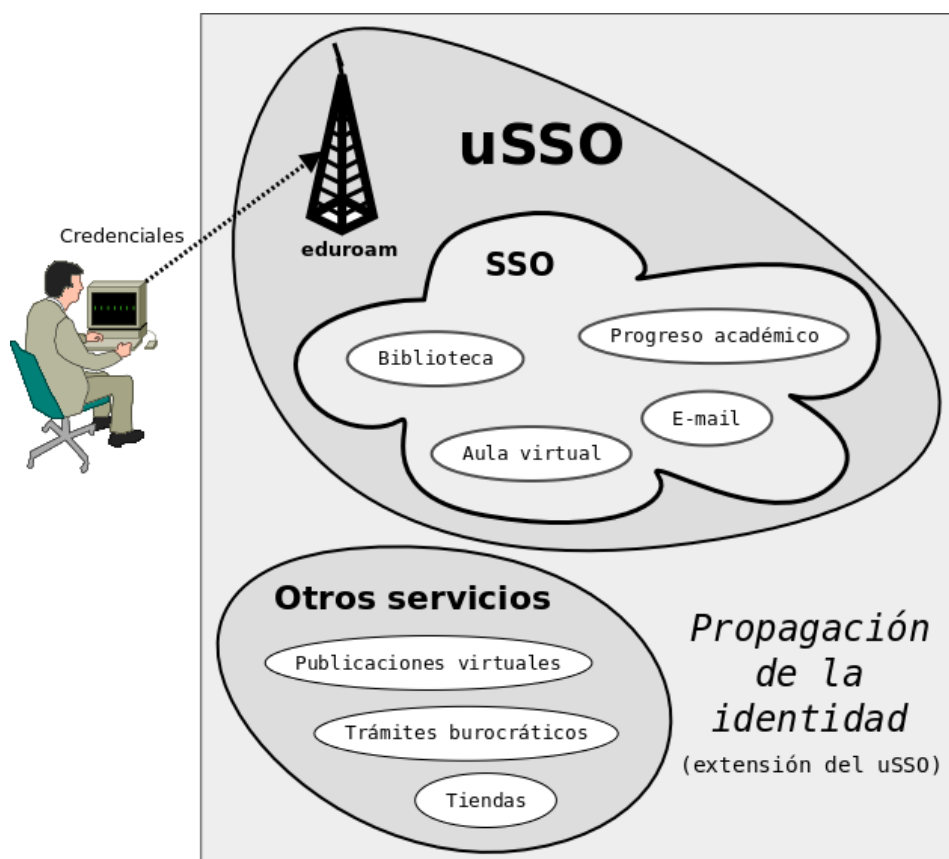 uSSO
Credenciales
eduroam
SSO
Progreso académico
Biblioteca
E-mail
Aula virtual
Otros servicios
Publicaciones virtuales
Trámites burocráticos
Tiendas
Propagación
de la
identidad
(extensión del uSSO)